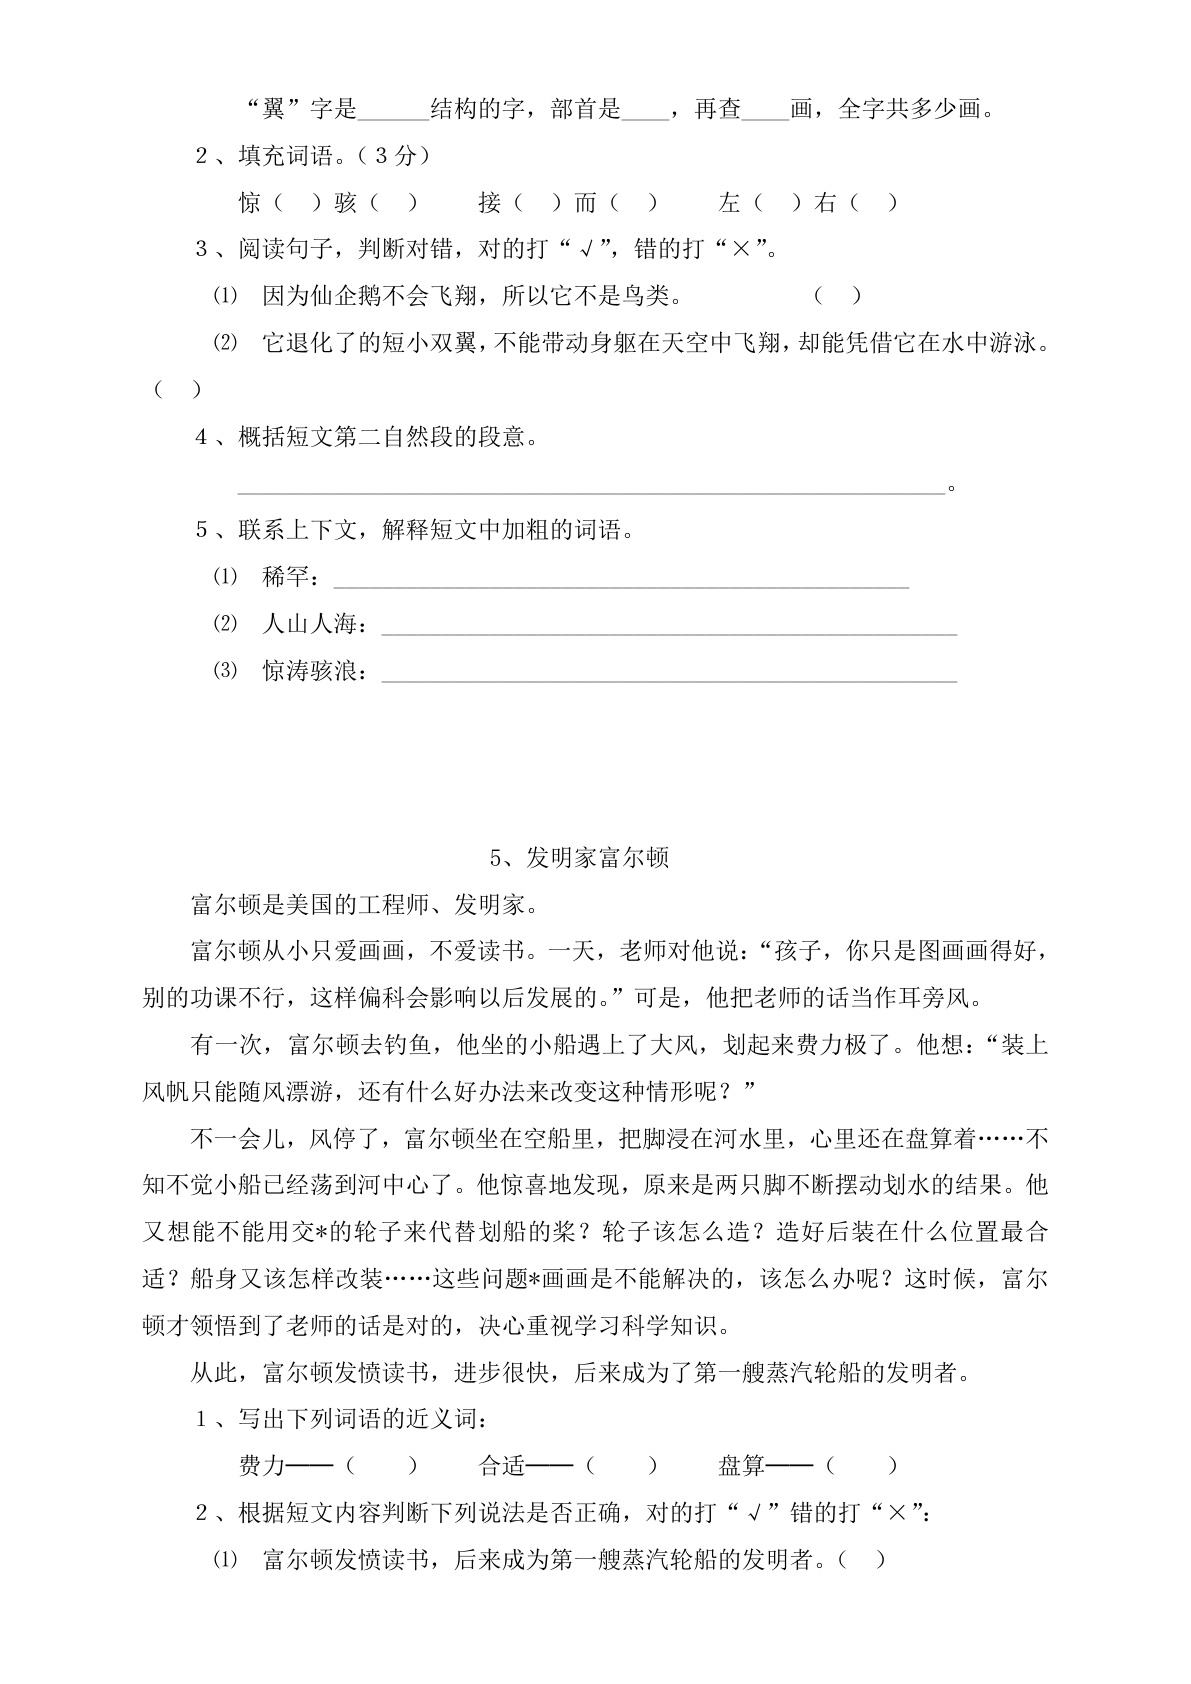 “翼”字是______结构的字，部首是____，再查____画，全字共多少画。
2、填充词语。（3分）
惊（　）骇（　）　　接（　）而（　）　　左（　）右（　）
3、阅读句子，判断对错，对的打“√”，错的打“×”。
⑴　因为仙企鹅不会飞翔，所以它不是鸟类。　　　　　（　）
⑵　它退化了的短小双翼，不能带动身躯在天空中飞翔，却能凭借它在水中游泳。
（　）
4、概括短文第二自然段的段意。
___________________________________________________________。
5、联系上下文，解释短文中加粗的词语。
⑴　稀罕：________________________________________________
⑵　人山人海：________________________________________________
⑶　惊涛骇浪：________________________________________________
5、发明家富尔顿
富尔顿是美国的工程师、发明家。
富尔顿从小只爱画画，不爱读书。一天，老师对他说：“孩子，你只是图画画得好，
别的功课不行，这样偏科会影响以后发展的。”可是，他把老师的话当作耳旁风。
有一次，富尔顿去钓鱼，他坐的小船遇上了大风，划起来费力极了。他想：“装上
风帆只能随风漂游，还有什么好办法来改变这种情形呢？”
不一会儿，风停了，富尔顿坐在空船里，把脚浸在河水里，心里还在盘算着……不
知不觉小船已经荡到河中心了。他惊喜地发现，原来是两只脚不断摆动划水的结果。他
又想能不能用交*的轮子来代替划船的桨？轮子该怎么造？造好后装在什么位置最合
适？船身又该怎样改装……这些问题*画画是不能解决的，该怎么办呢？这时候，富尔
顿才领悟到了老师的话是对的，决心重视学习科学知识。
从此，富尔顿发愤读书，进步很快，后来成为了第一艘蒸汽轮船的发明者。
1、写出下列词语的近义词：
费力——（　　）　　合适——（　　）　　盘算——（　　）
2、根据短文内容判断下列说法是否正确，对的打“√”错的打“×”：
⑴　富尔顿发愤读书，后来成为第一艘蒸汽轮船的发明者。（　）